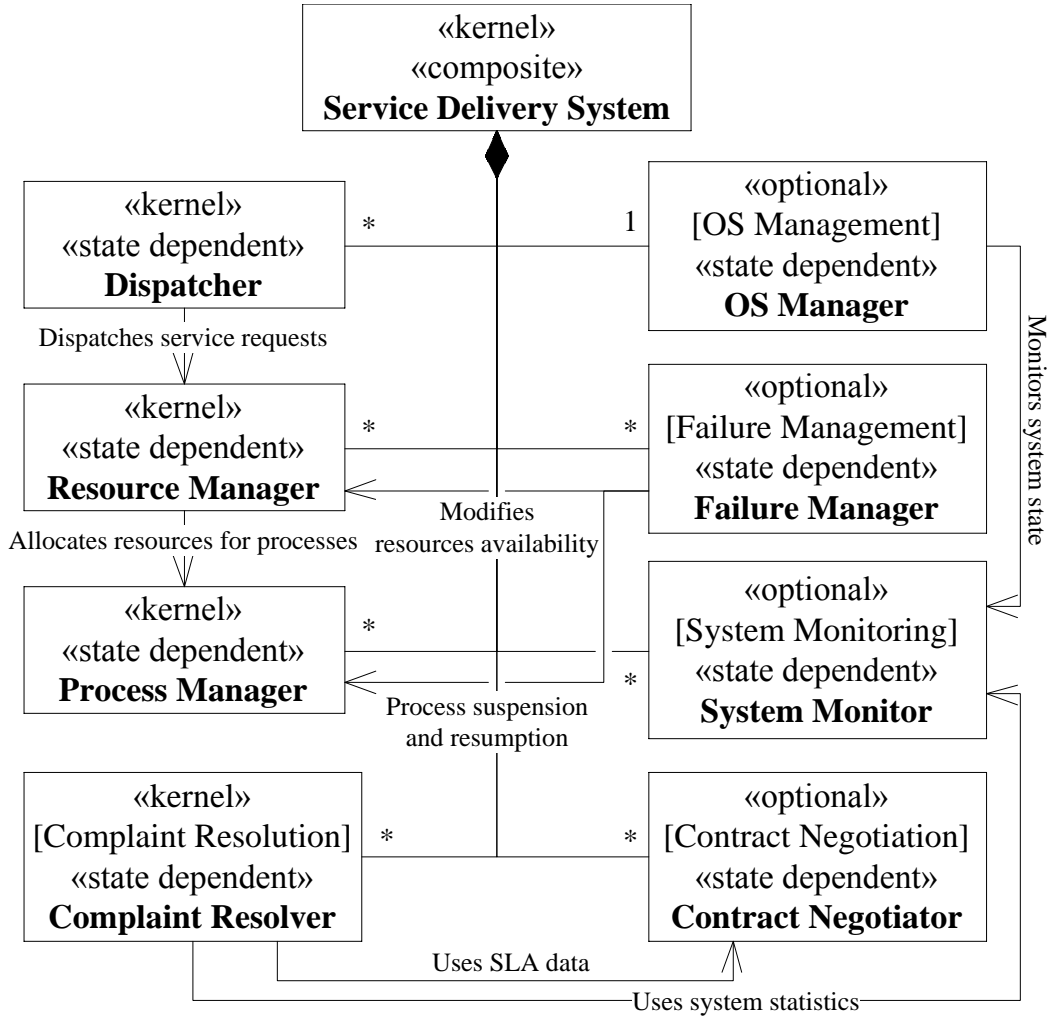 «kernel»
«composite»
Service Delivery System
«kernel»
«state dependent»
Dispatcher
*
1
«optional»
[OS Management]
«state dependent»
OS Manager
Dispatches service requests
Monitors system state
«kernel»
«state dependent»
Resource Manager
*
*
«optional»
[Failure Management]
«state dependent»
Failure Manager
Modifies
resources availability
Allocates resources for processes
«kernel»
«state dependent»
Process Manager
*
*
«optional»
[System Monitoring]
«state dependent»
System Monitor
Process suspension
and resumption
«kernel»
[Complaint Resolution]
«state dependent»
Complaint Resolver
*
*
«optional»
[Contract Negotiation]
«state dependent»
Contract Negotiator
Uses SLA data
Uses system statistics